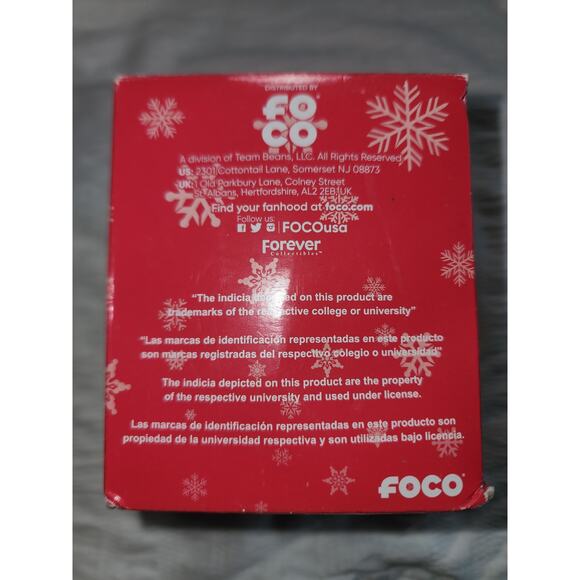 DISTRIBUTED BY
FOCO
A division of Team Beans, LLC. All Rights Reserved
US: 2301 Cottontail Lane, Somerset NJ 08873
UK: 1 Old Parkbury Lane, Colney Street
St Albans, Hertfordshire, AL2 2EB UK
Find your fanhood at foco.com
Follow us:
FOCOusa
Forever
Collectibles™
"The indicia depicted on this product are
trademarks of the respective college or university"
"Las marcas de identificación representadas en este producto
son marcas registradas del respectivo colegio o universidad"
The indicia depicted on this product are the property
of the respective university and used under license.
Las marcas de identificación representadas en este producto son
propiedad de la universidad respectiva y son utilizadas bajo licencia.
FOCO